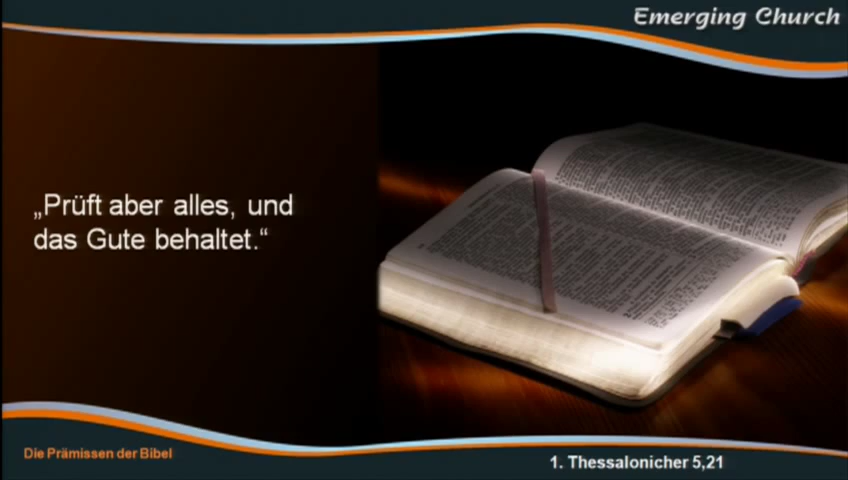 Emerging Church
„Prüft aber alles, und
das Gute behaltet.“
Die Prämissen der Bibel
1. Thessalonicher 5,21